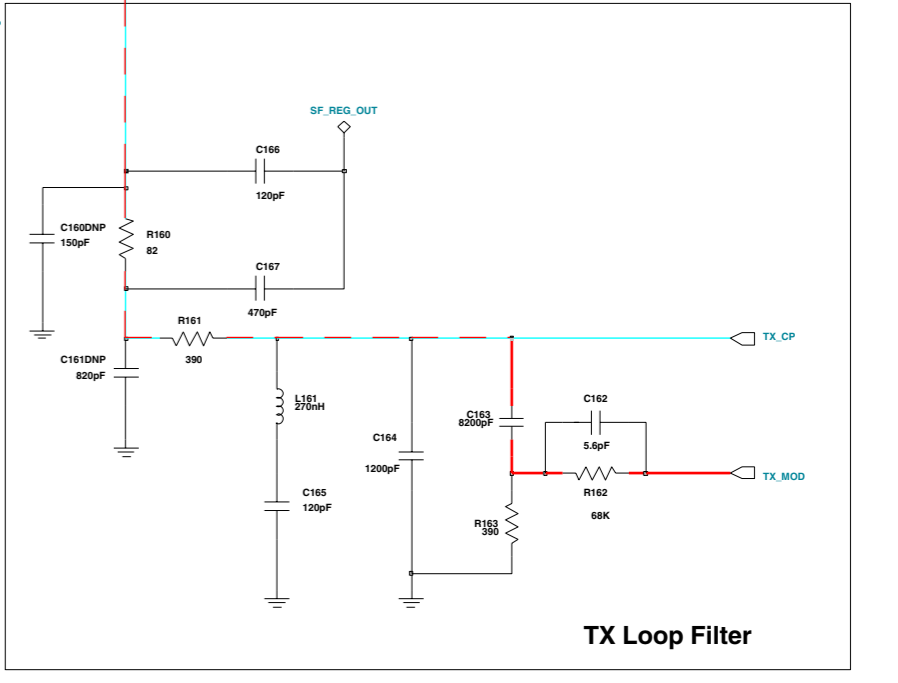 SF_REG_OUT
C166
120pF
C160DNP
150pF
R160
82
C167
470pF
R161
390
TX_CP
C161DNP
820pF
L161
270nH
C162
5.6pF
C163
8200pF
C164
1200pF
TX_MOD
R162
68K
C165
120pF
R163
390
TX Loop Filter